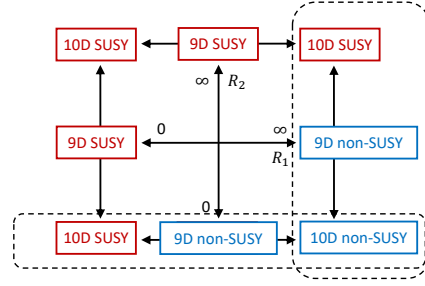 10D SUSY 9D SUSY 10D SUSY
∞ R₂
9D SUSY 0 ∞ 9D non-SUSY
R₁
0
10D SUSY 9D non-SUSY 10D non-SUSY